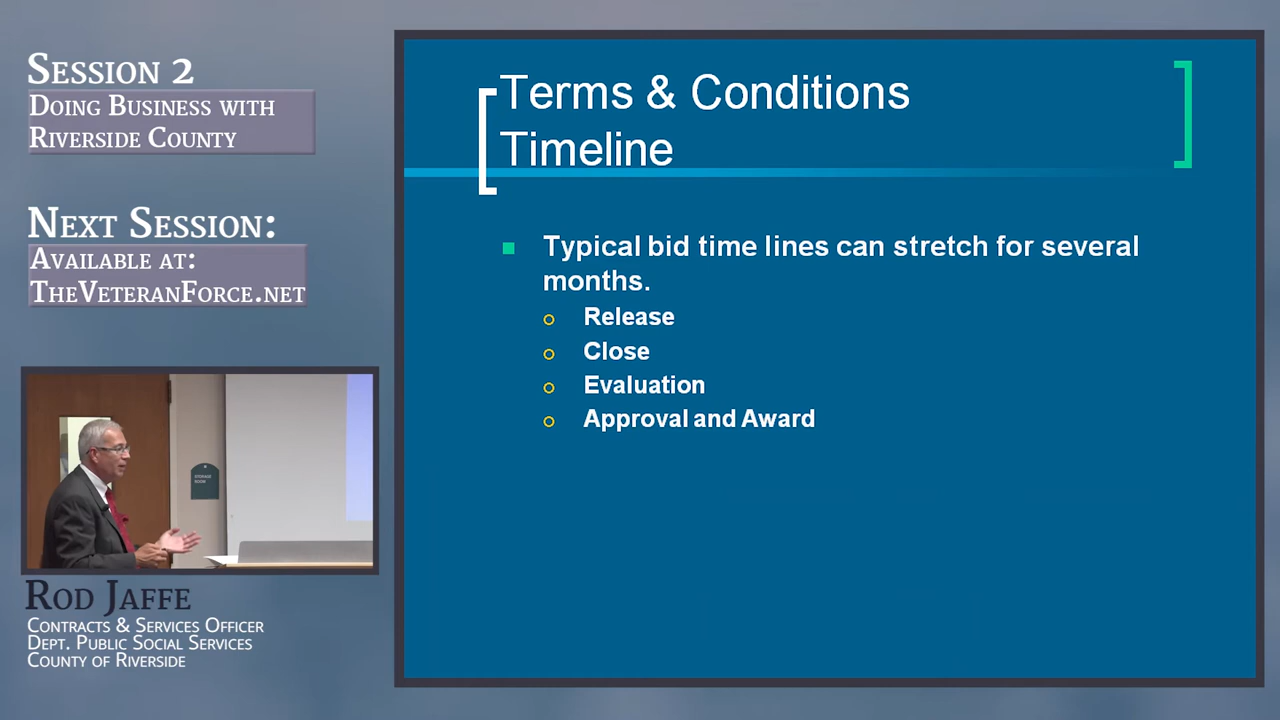 SESSION 2
DOING BUSINESS WITH
RIVERSIDE COUNTY
NEXT SESSION:
AVAILABLE AT:
THEVETERANFORCE.NET
STORAGE
ROOM
ROD JAFFE
CONTRACTS & SERVICES OFFICER
DEPT. PUBLIC SOCIAL SERVICES
COUNTY OF RIVERSIDE
Terms & Conditions
Timeline
Typical bid time lines can stretch for several
months.
Release
Close
Evaluation
Approval and Award